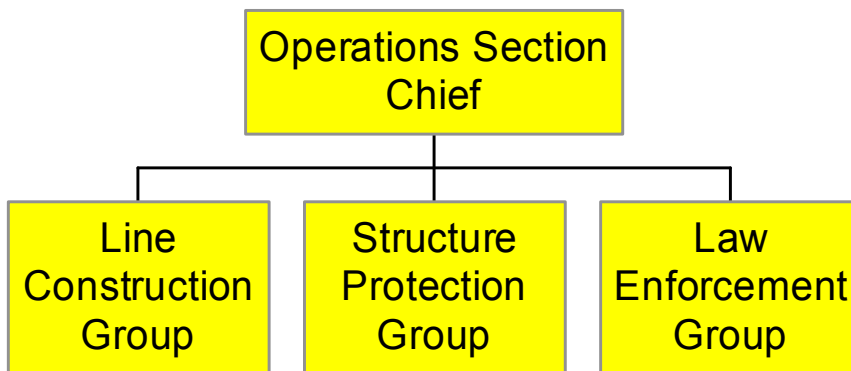 Operations Section
Chief
Line
Construction
Group
Structure
Protection
Group
Law
Enforcement
Group